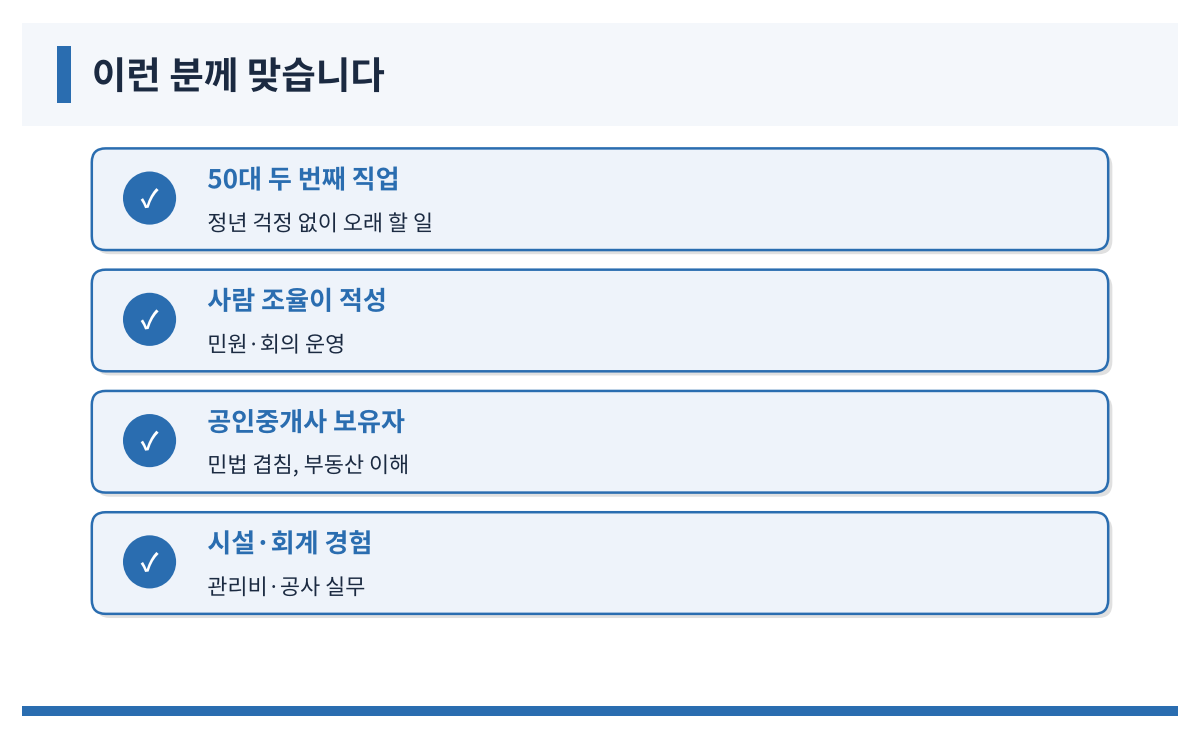 이런 분께 맞습니다
✓
50대 두 번째 직업
정년 걱정 없이 오래 할 일
✓
사람 조율이 적성
민원·회의 운영
✓
공인중개사 보유자
민법 겹침, 부동산 이해
✓
시설·회계 경험
관리비·공사 실무